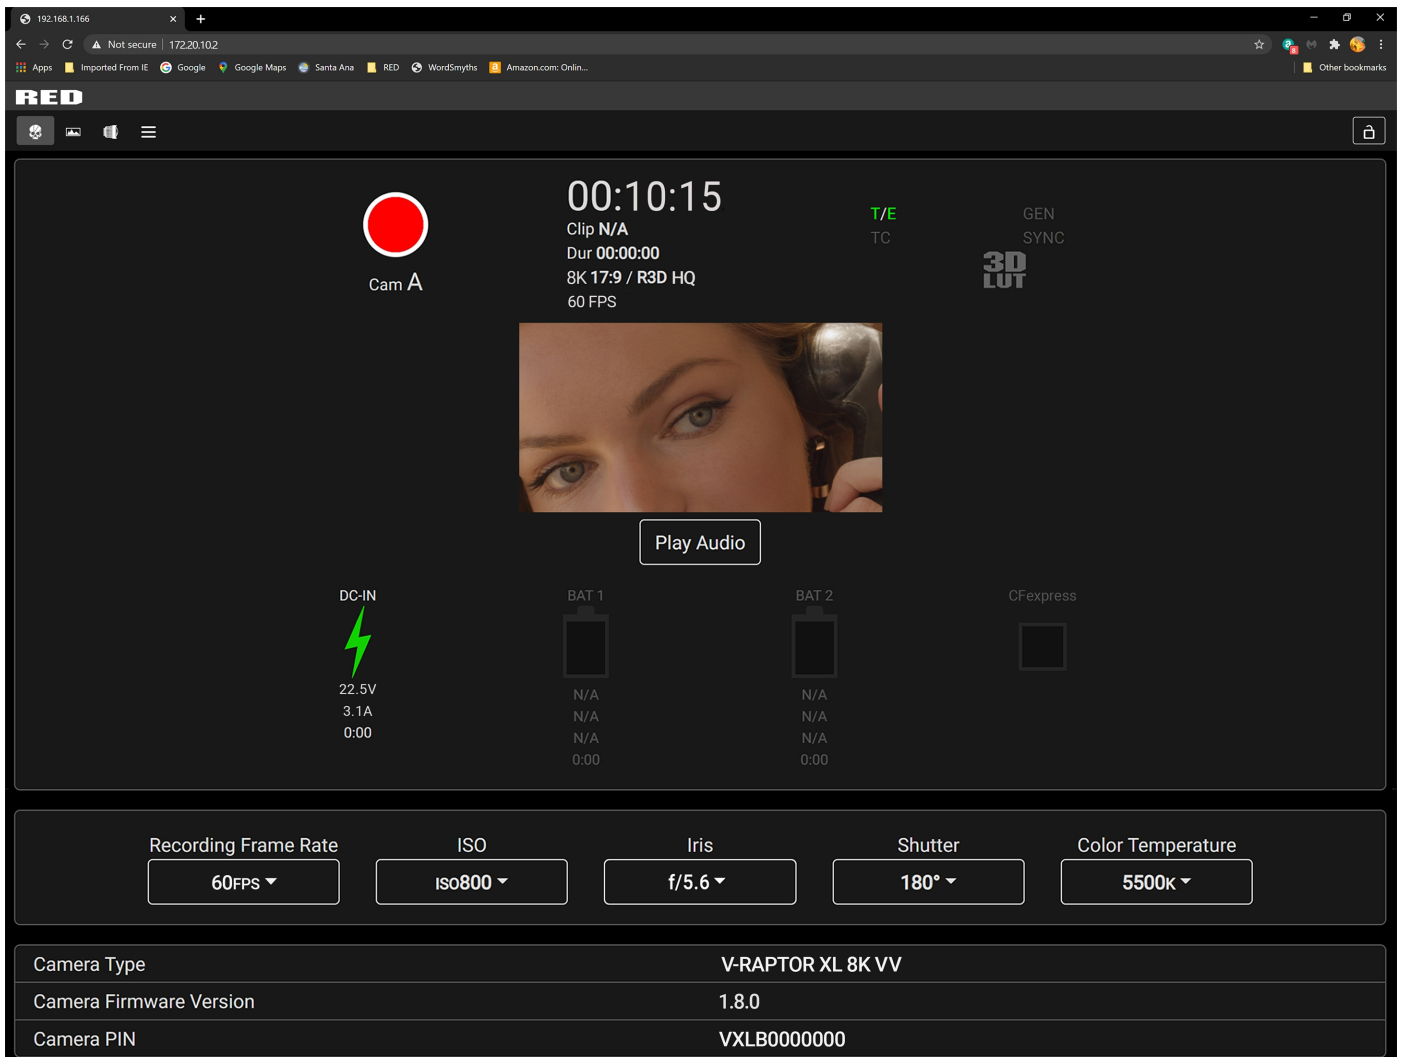 192.168.1.166
Not secure 172.20.10.2
Apps Imported From IE Google Google Maps Santa Ana RED WordSmyths Amazon.com: Onlin... Other bookmarks
RED
00:10:15
Clip N/A
Dur 00:00:00
8K 17:9 / R3D HQ
60 FPS
Cam A
T/E GEN
TC SYNC
3D
LUT
Play Audio
DC-IN BAT 1 BAT 2 CFexpress
22.5V N/A N/A
3.1A N/A N/A
0:00 N/A N/A
0:00 0:00
Recording Frame Rate ISO Iris Shutter Color Temperature
60FPS ISO800 f/5.6 180° 5500K
Camera Type V-RAPTOR XL 8K VV
Camera Firmware Version 1.8.0
Camera PIN VXLB0000000